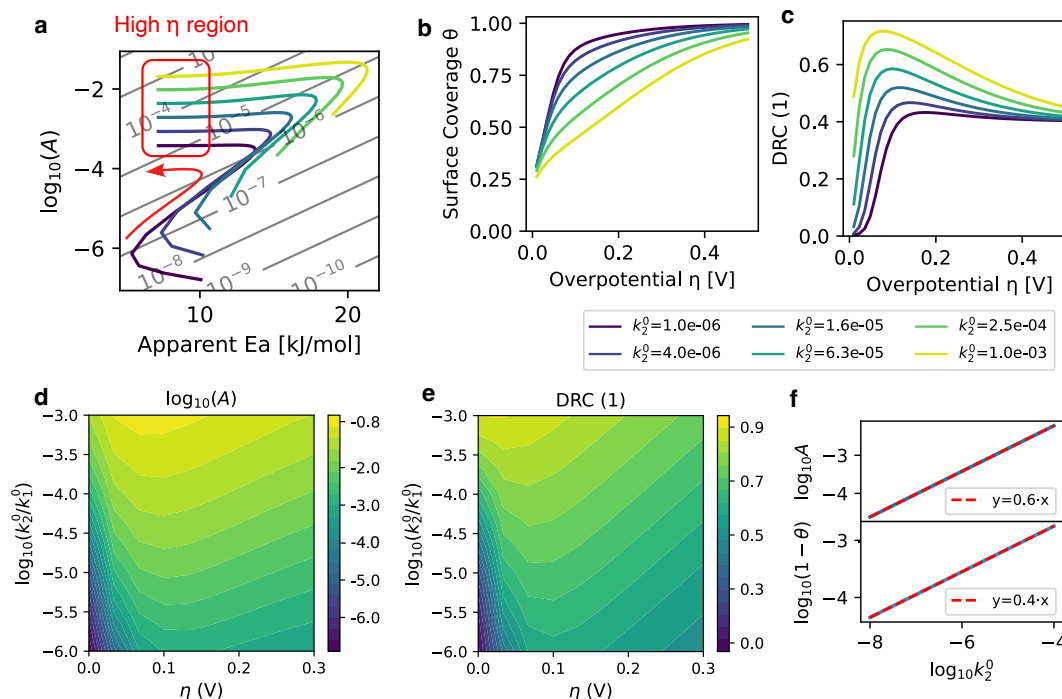 High η region
a
log₁₀(A)
−2
−4
−6
10
10⁻⁴
10⁻⁵
10⁻⁶
10⁻⁷
10⁻⁸
10⁻⁹
10⁻¹⁰
10
15
20
Apparent Ea [kJ/mol]
b
Surface Coverage θ
1.00
0.75
0.50
0.25
0.00
0.0
0.2
0.4
Overpotential η [V]
c
DRC (1)
0.6
0.4
0.2
0.0
0.0
0.2
0.4
Overpotential η [V]
k₂⁰=1.0e-06
k₂⁰=1.6e-05
k₂⁰=2.5e-04
k₂⁰=4.0e-06
k₂⁰=6.3e-05
k₂⁰=1.0e-03
d
log₁₀(A)
log₁₀(k₂⁰/k₁⁰)
−3.0
−3.5
−4.0
−4.5
−5.0
−5.5
−6.0
0.0
0.1
0.2
0.3
η (V)
-0.8
-2.0
-3.0
-4.0
-5.0
-6.0
e
DRC (1)
log₁₀(k₂⁰/k₁⁰)
−3.0
−3.5
−4.0
−4.5
−5.0
−5.5
−6.0
0.0
0.1
0.2
0.3
η (V)
0.9
0.8
0.7
0.5
0.3
0.1
0.0
f
log₁₀A
−3
−4
y=0.6·x
log₁₀(1 − θ)
−3
−4
y=0.4·x
−8
−6
−4
log₁₀k₂⁰